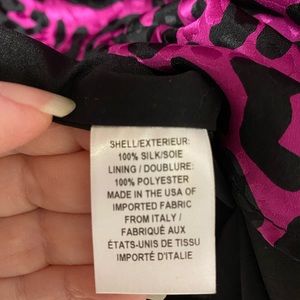 SHELL/EXTERIEUR:
100% SILK/SOIE
LINING / DOUBLURE:
100% POLYESTER
MADE IN THE USA OF
IMPORTED FABRIC
FROM ITALY /
FABRIQUÉ AUX
ÉTATS-UNIS DE TISSU
IMPORTÉ D'ITALIE